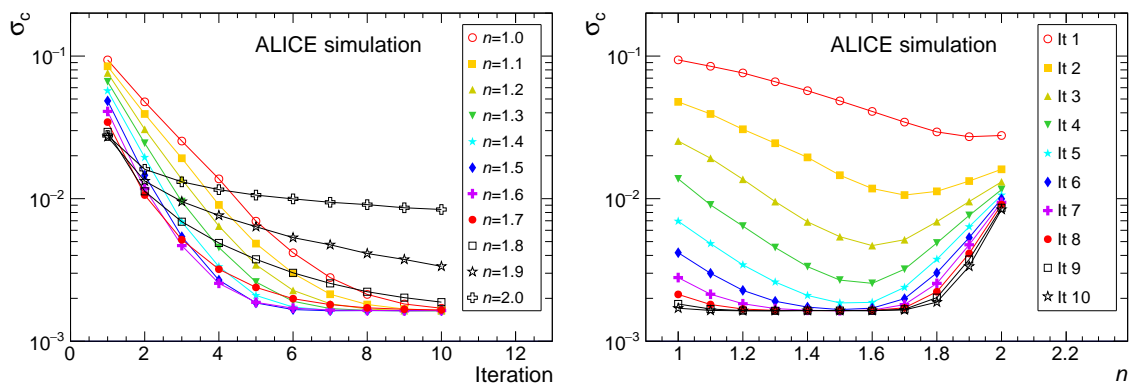 σc
ALICE simulation
10⁻¹
10⁻²
10⁻³
0 2 4 6 8 10 12
Iteration
n=1.0
n=1.1
n=1.2
n=1.3
n=1.4
n=1.5
n=1.6
n=1.7
n=1.8
n=1.9
n=2.0
σc
ALICE simulation
10⁻¹
10⁻²
10⁻³
1 1.2 1.4 1.6 1.8 2 2.2
n
It 1
It 2
It 3
It 4
It 5
It 6
It 7
It 8
It 9
It 10